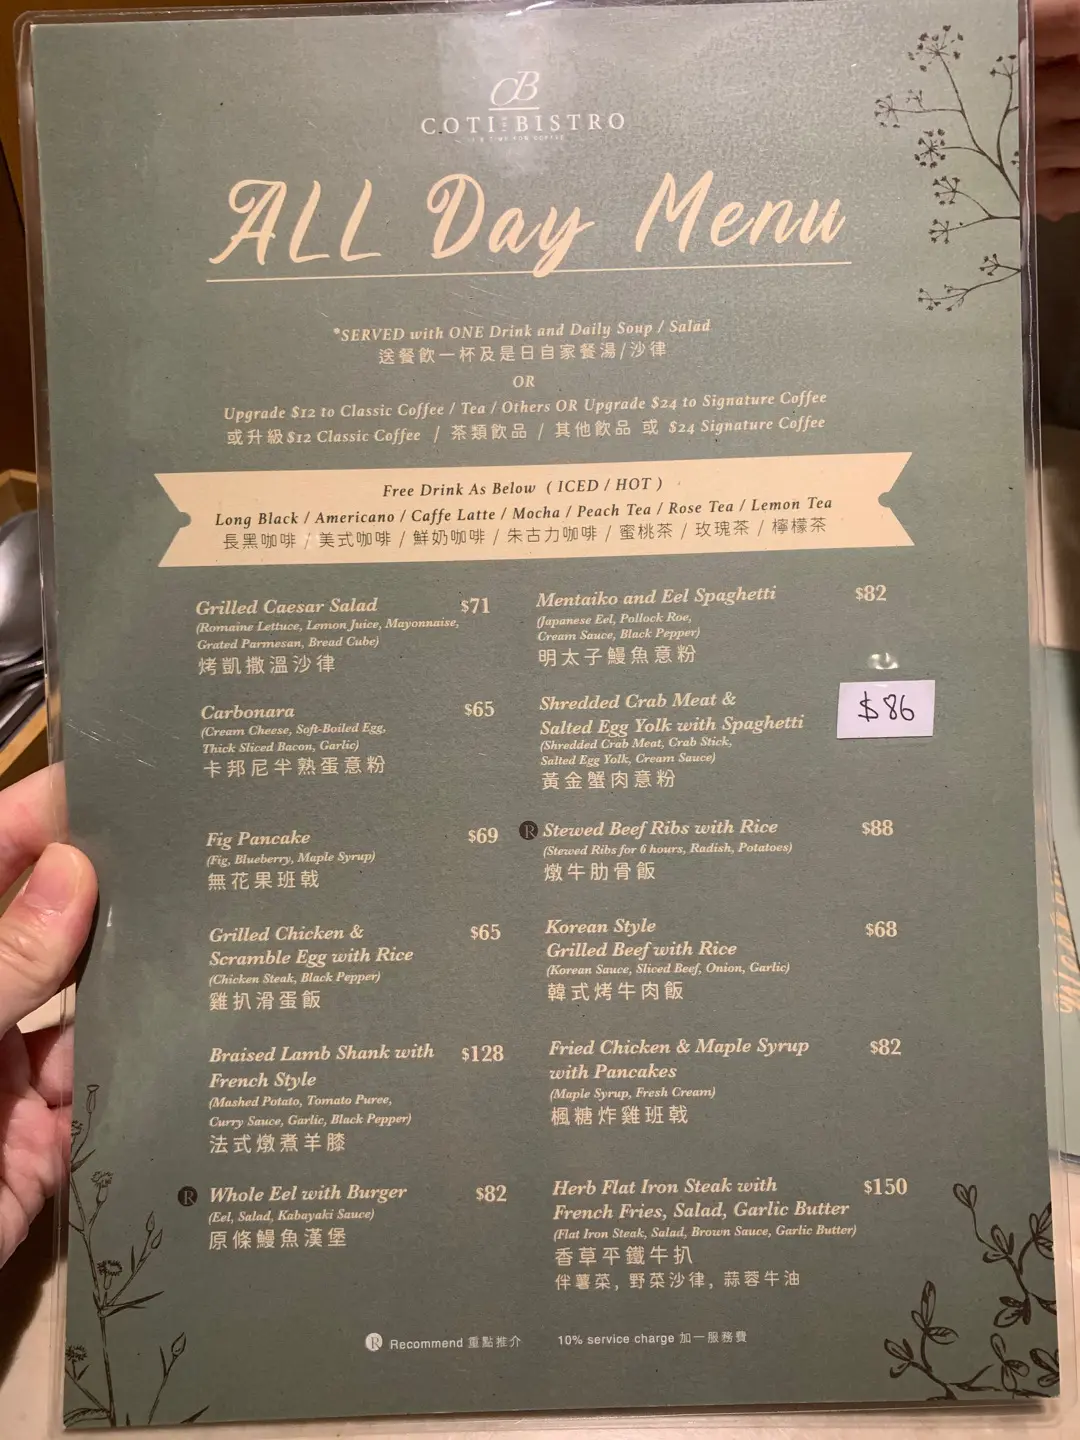 CB
COTI BISTRO
ALL Day Menu
*SERVED with ONE Drink and Daily Soup / Salad
送餐飲一杯及是日自家餐湯/沙律
OR
Upgrade $12 to Classic Coffee / Tea / Others OR Upgrade $24 to Signature Coffee
或升級$12 Classic Coffee / 茶類飲品 / 其他飲品 或 $24 Signature Coffee
Free Drink As Below ( ICED / HOT )
Long Black / Americano / Caffe Latte / Mocha / Peach Tea / Rose Tea / Lemon Tea
長黑咖啡 / 美式咖啡 / 鮮奶咖啡 / 朱古力咖啡 / 蜜桃茶 / 玫瑰茶 / 檸檬茶
Grilled Caesar Salad $71
(Romaine Lettuce, Lemon Juice, Mayonnaise,
Grated Parmesan, Bread Cube)
烤凱撒溫沙律
Carbonara $65
(Cream Cheese, Soft-Boiled Egg,
Thick Sliced Bacon, Garlic)
卡邦尼半熟蛋意粉
Fig Pancake $69
(Fig, Blueberry, Maple Syrup)
無花果班戟
Grilled Chicken & $65
Scramble Egg with Rice
(Chicken Steak, Black Pepper)
雞扒滑蛋飯
Braised Lamb Shank with $128
French Style
(Mashed Potato, Tomato Puree,
Curry Sauce, Garlic, Black Pepper)
法式燉煮羊膝
R Whole Eel with Burger $82
(Eel, Salad, Kabayaki Sauce)
原條鰻魚漢堡
Mentaiko and Eel Spaghetti $82
(Japanese Eel, Pollock Roe,
Cream Sauce, Black Pepper)
明太子鰻魚意粉
Shredded Crab Meat & $86
Salted Egg Yolk with Spaghetti
(Shredded Crab Meat, Crab Stick,
Salted Egg Yolk, Cream Sauce)
黃金蟹肉意粉
R Stewed Beef Ribs with Rice $88
(Stewed Ribs for 6 hours, Radish, Potatoes)
燉牛肋骨飯
Korean Style $68
Grilled Beef with Rice
(Korean Sauce, Sliced Beef, Onion, Garlic)
韓式烤牛肉飯
Fried Chicken & Maple Syrup $82
with Pancakes
(Maple Syrup, Fresh Cream)
楓糖炸雞班戟
Herb Flat Iron Steak with $150
French Fries, Salad, Garlic Butter
(Flat Iron Steak, Salad, Brown Sauce, Garlic Butter)
香草平鐵牛扒
伴薯菜, 野菜沙律, 蒜蓉牛油
R Recommend 重點推介 10% service charge 加一服務費